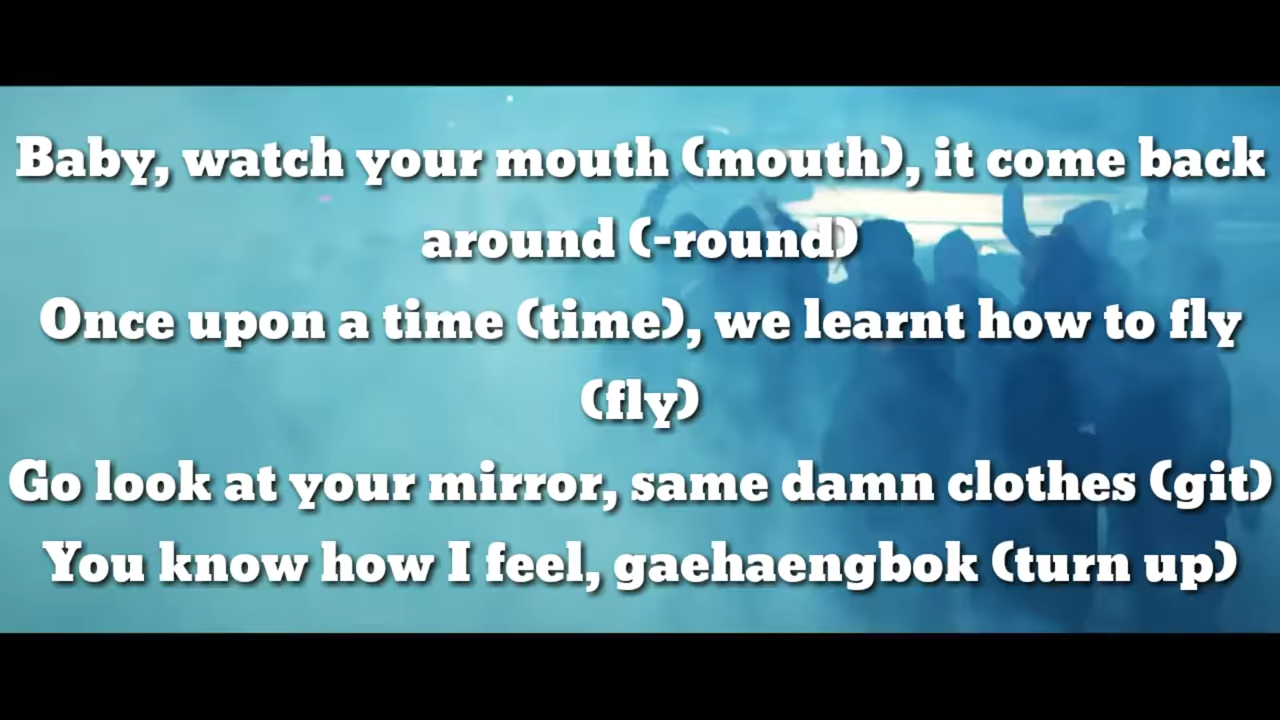 Baby, watch your mouth (mouth), it come back
around (-round)
Once upon a time (time), we learnt how to fly
(fly)
Go look at your mirror, same damn clothes (git)
You know how I feel, gaehaengbok (turn up)